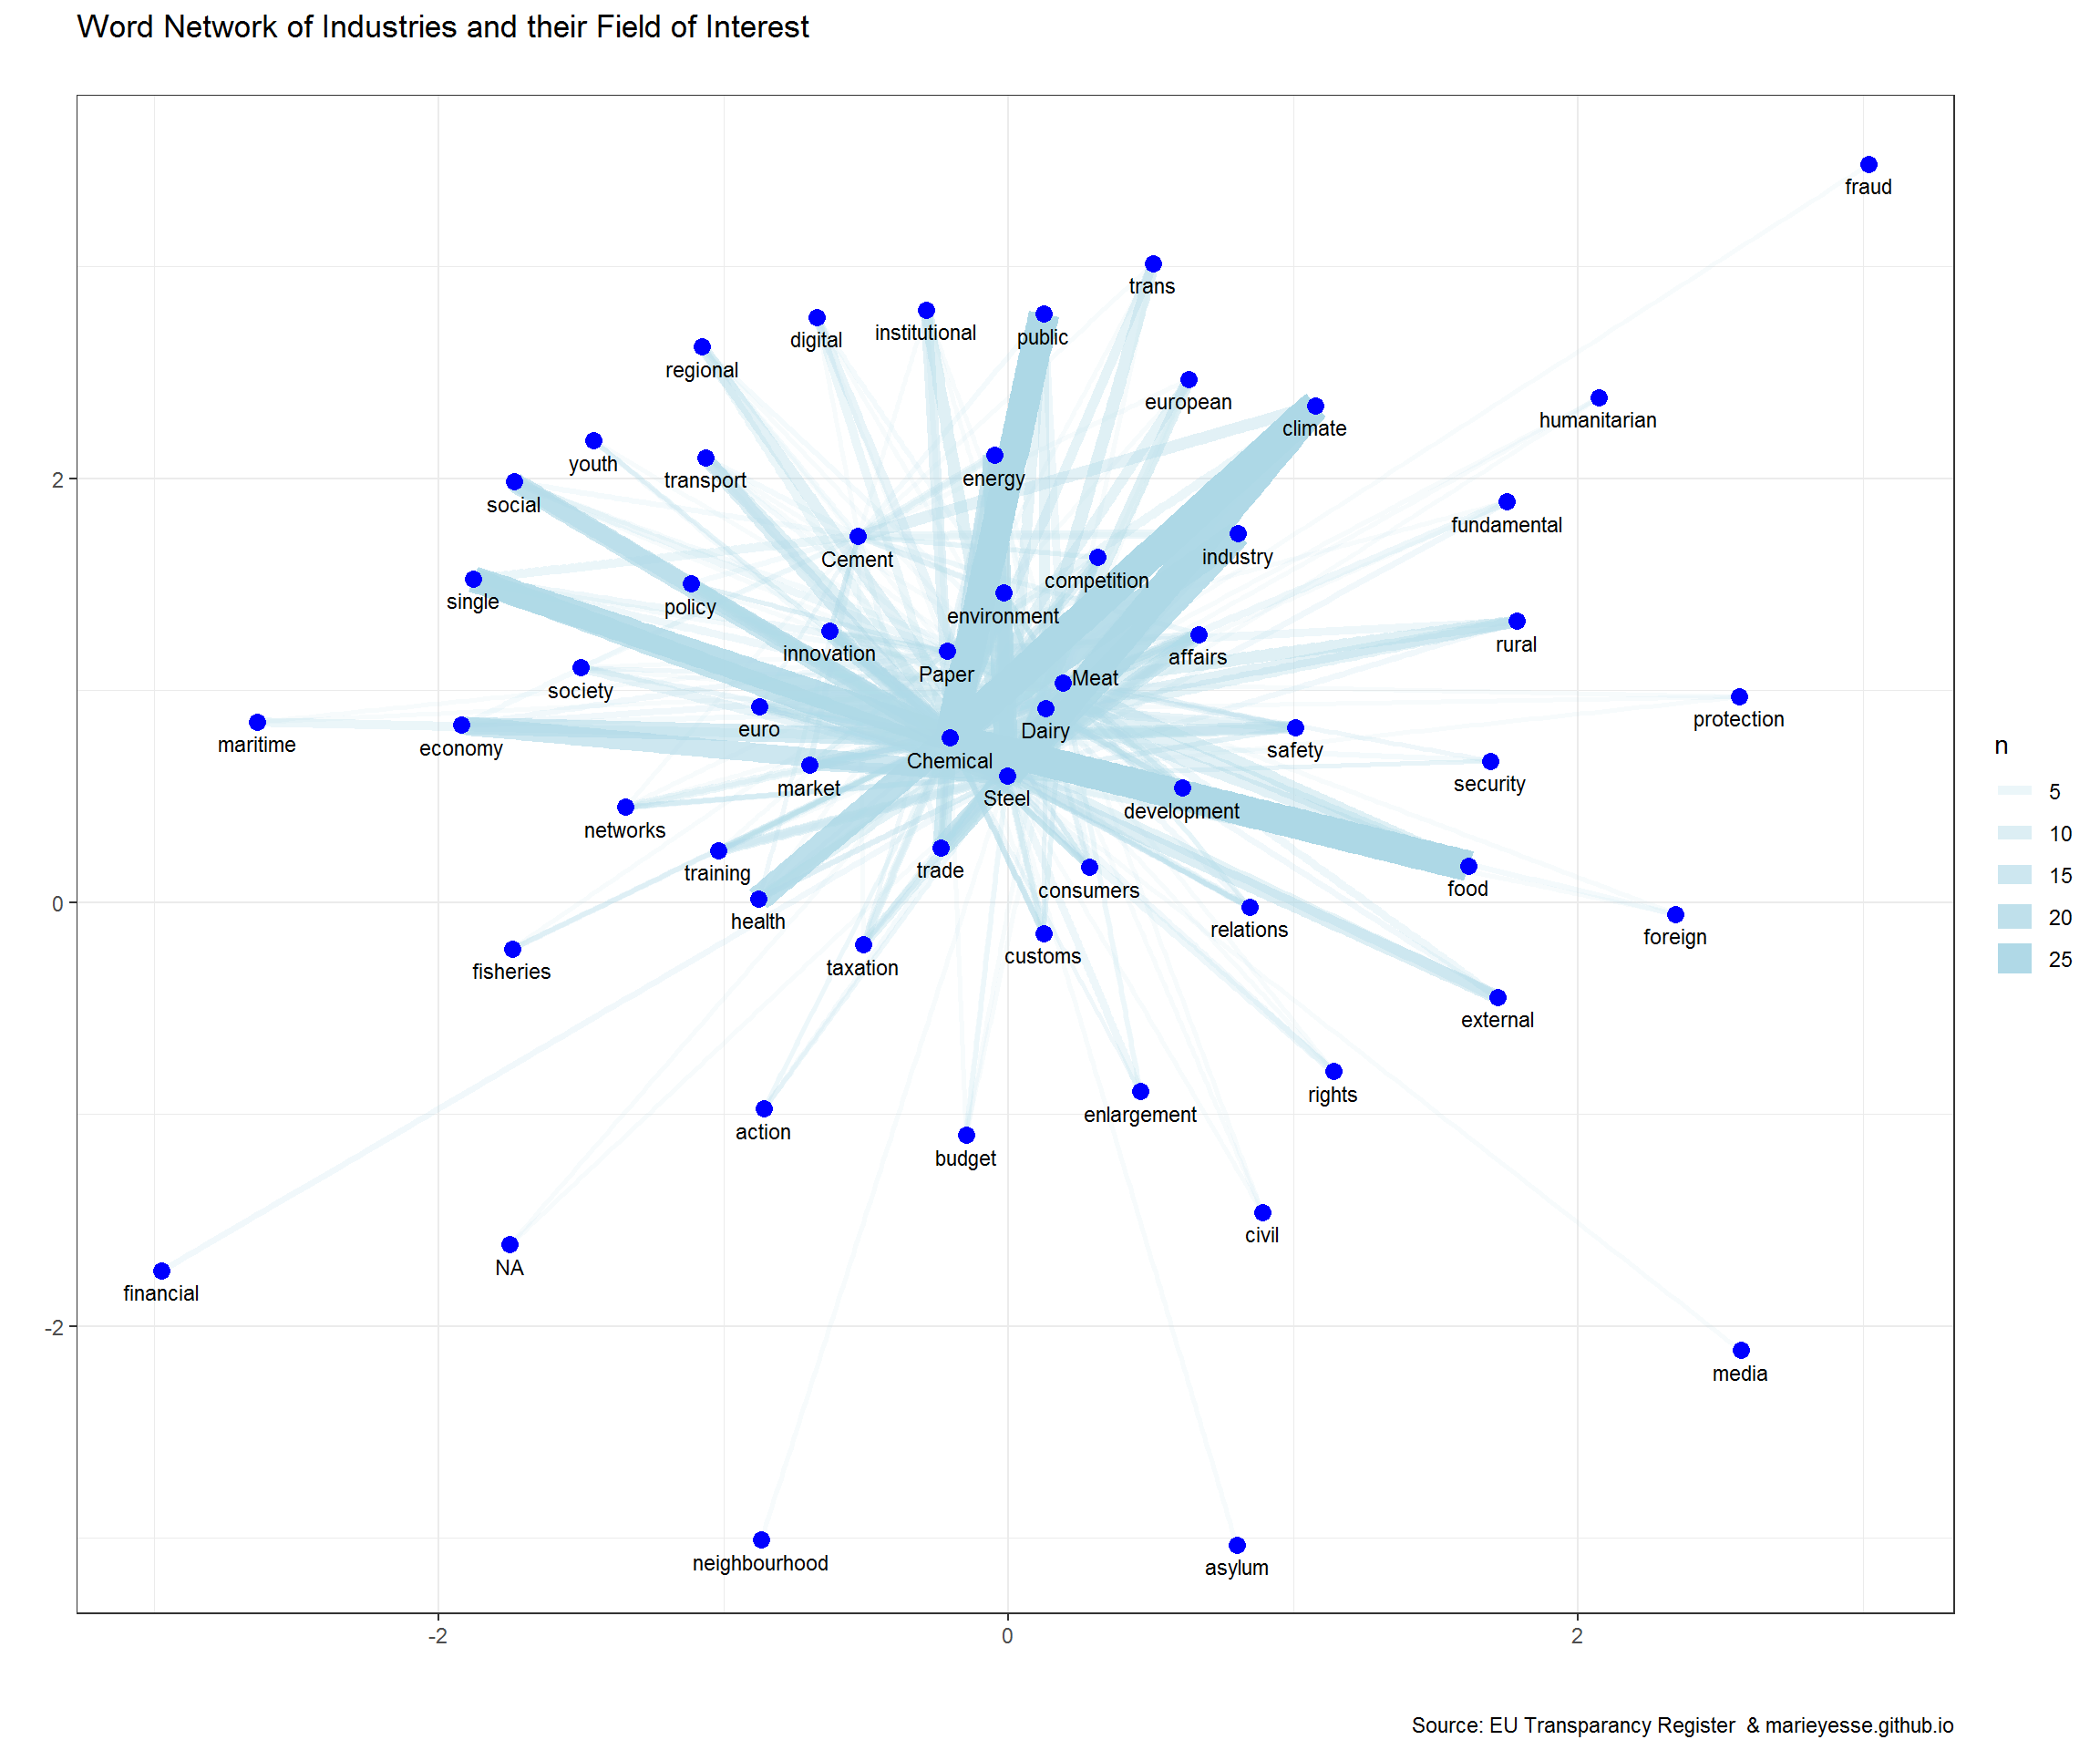 Word Network of Industries and their Field of Interest
fraud
trans
digital
institutional
public
regional
european
climate
humanitarian
youth
transport
energy
social
fundamental
Cement
industry
competition
single
policy
environment
innovation
Paper
affairs
rural
Meat
society
euro
Dairy
protection
maritime
economy
safety
Chemical
market
Steel
security
development
networks
training
trade
consumers
food
health
relations
foreign
fisheries
taxation
customs
external
rights
enlargement
action
budget
civil
NA
financial
media
neighbourhood
asylum
2
0
-2
-2
0
2
n
5
10
15
20
25
Source: EU Transparancy Register & marieyesse.github.io